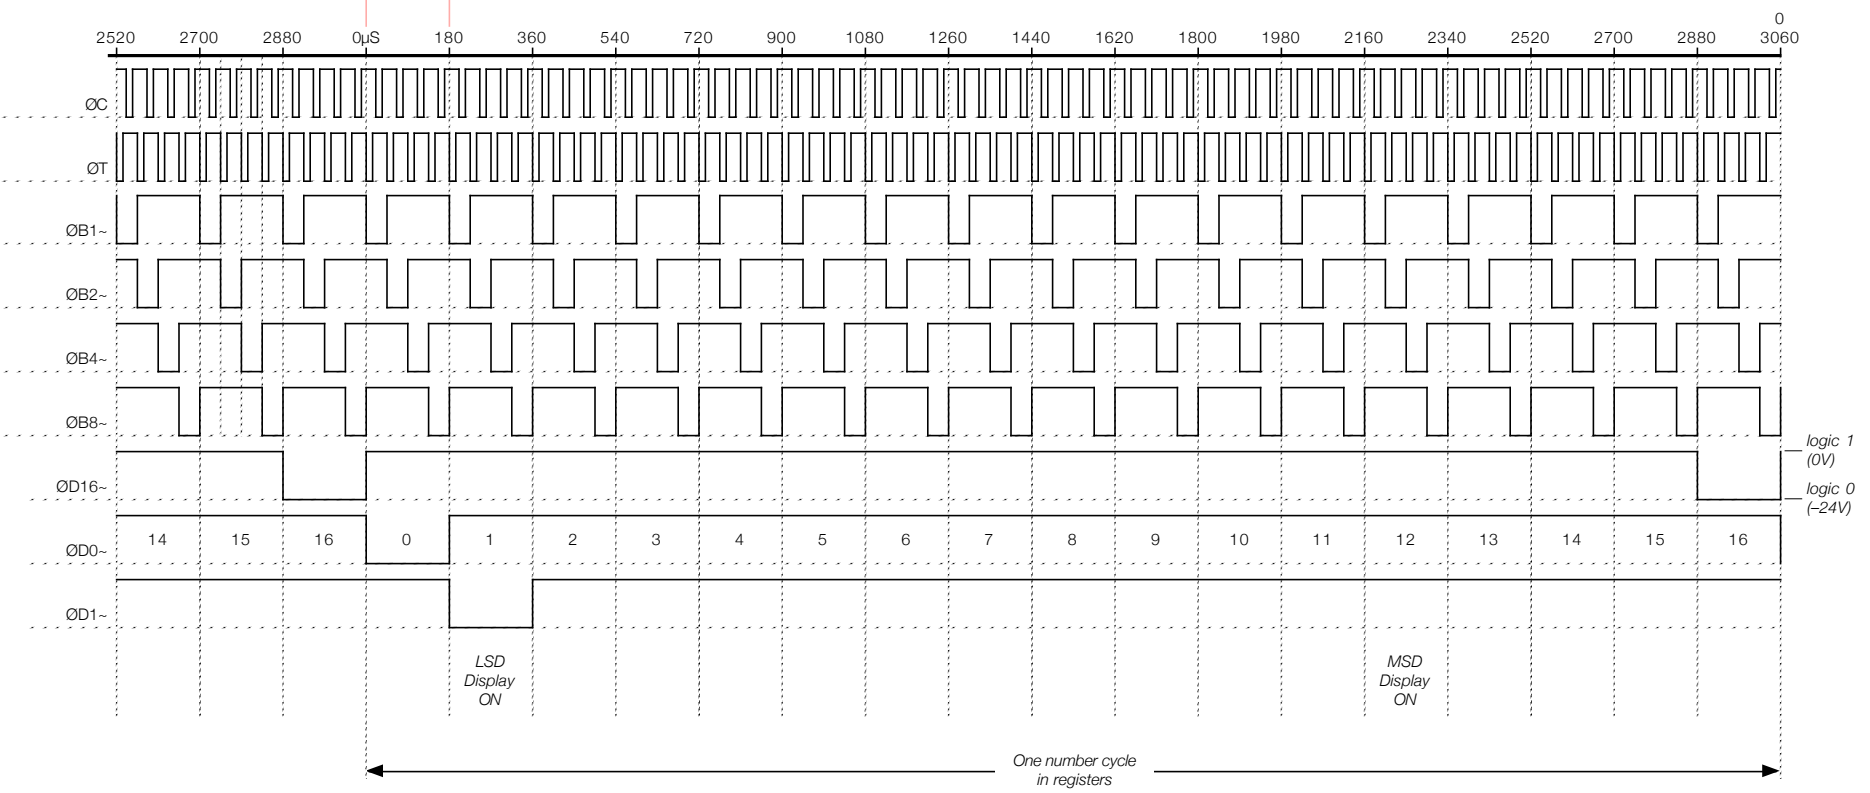 0
2520 2700 2880 0µS 180 360 540 720 900 1080 1260 1440 1620 1800 1980 2160 2340 2520 2700 2880 3060
ØC
ØT
ØB1~
ØB2~
ØB4~
ØB8~
logic 1
(0V)
ØD16~
logic 0
(–24V)
14 15 16 0 1 2 3 4 5 6 7 8 9 10 11 12 13 14 15 16
ØD0~
ØD1~
LSD
Display
ON
MSD
Display
ON
One number cycle
in registers